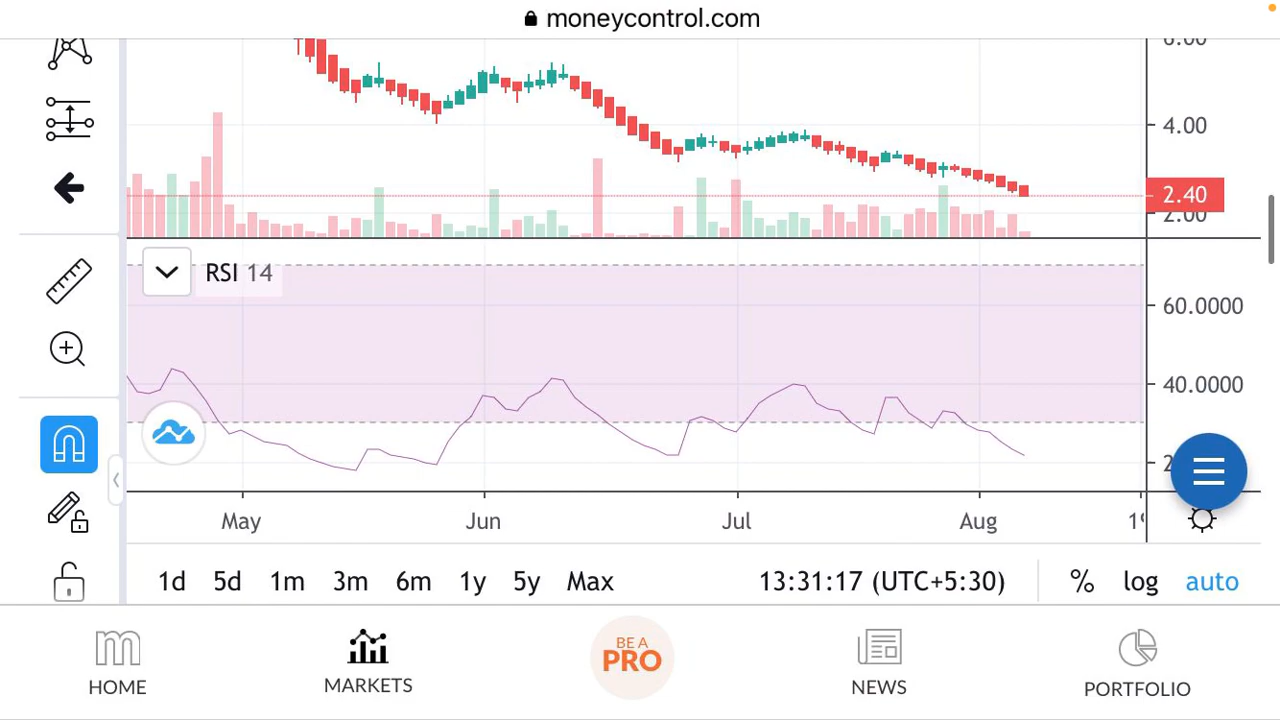 moneycontrol.com
6.00
4.00
2.40
2.00
RSI 14
60.0000
40.0000
May Jun Jul Aug
1d 5d 1m 3m 6m 1y 5y Max 13:31:17 (UTC+5:30) % log auto
BE A
PRO
HOME MARKETS NEWS PORTFOLIO